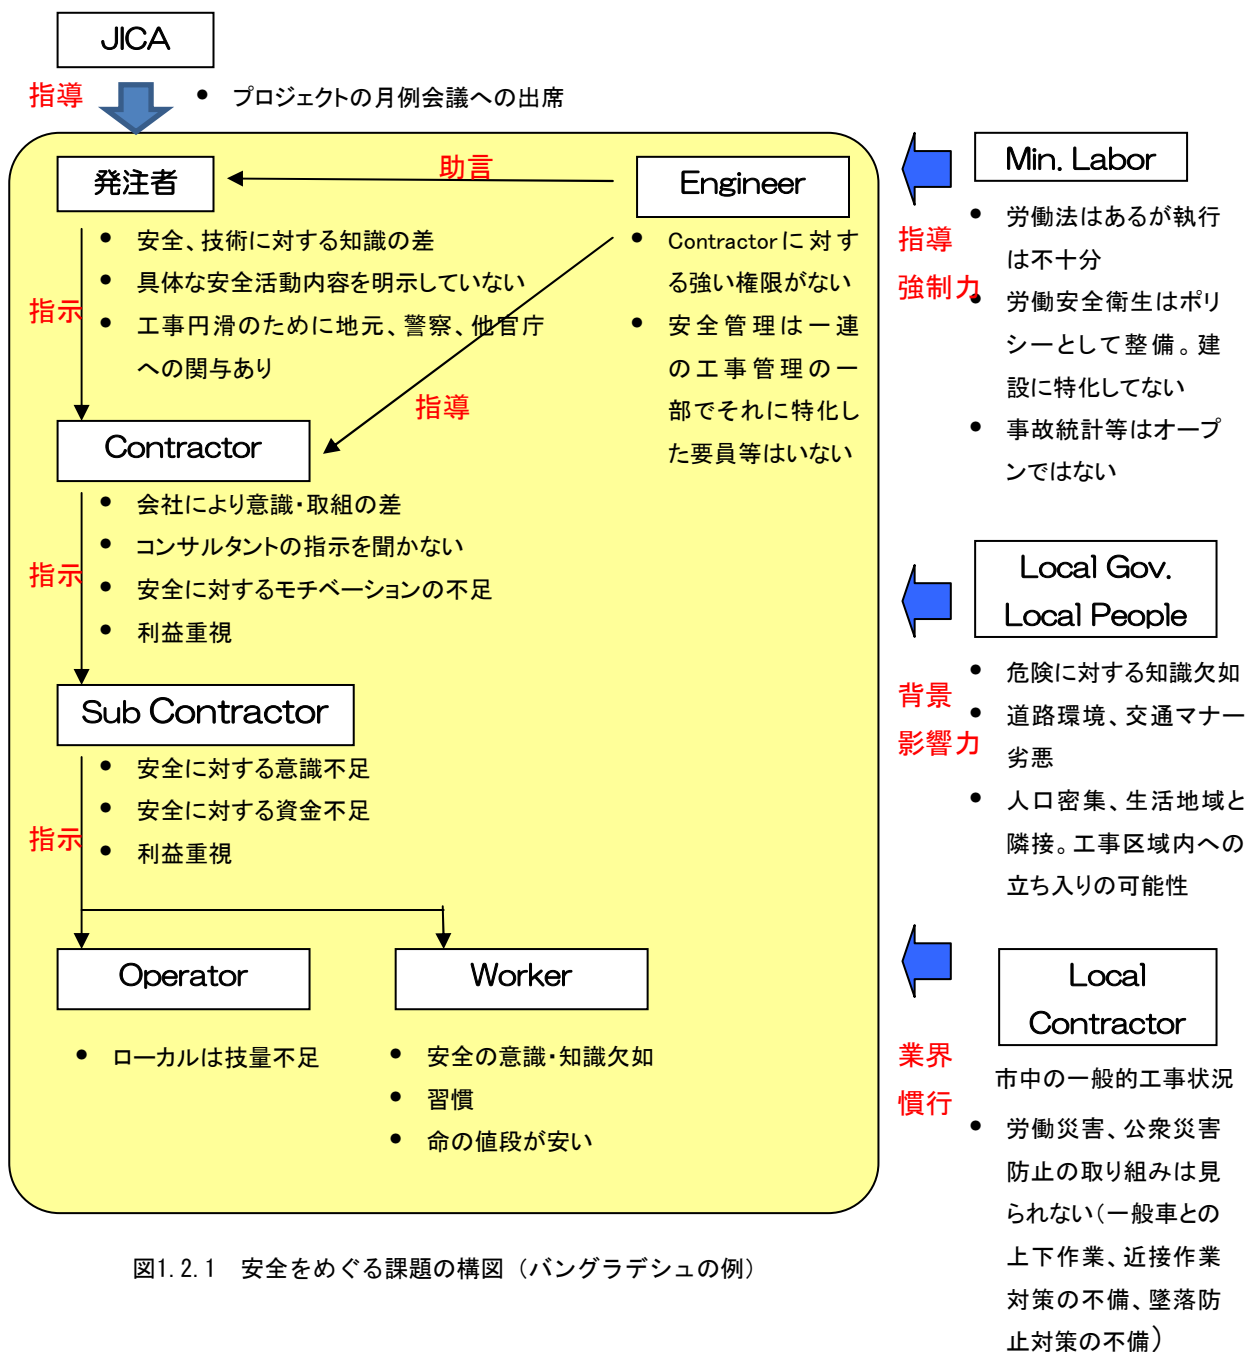 JICA
指導
● プロジェクトの月例会議への出席
発注者
助言
Engineer
● 安全、技術に対する知識の差
● 具体な安全活動内容を明示していない
● 工事円滑のために地元、警察、他官庁
への関与あり
指示
● Contractorに対す
る強い権限がない
● 安全管理は一連
の工事管理の一
部でそれに特化し
た要員等はいない
指導
Contractor
● 会社により意識・取組の差
● コンサルタントの指示を聞かない
● 安全に対するモチベーションの不足
● 利益重視
指示
Sub Contractor
● 安全に対する意識不足
● 安全に対する資金不足
● 利益重視
指示
Operator
● ローカルは技量不足
Worker
● 安全の意識・知識欠如
● 習慣
● 命の値段が安い
Min. Labor
指導
強制力
● 労働法はあるが執行
は不十分
● 労働安全衛生はポリ
シーとして整備。建
設に特化してない
● 事故統計等はオープ
ンではない
Local Gov.
Local People
背景
影響力
● 危険に対する知識欠如
● 道路環境、交通マナー
劣悪
● 人口密集、生活地域と
隣接。工事区域内への
立ち入りの可能性
Local
Contractor
業界
慣行
市中の一般的工事状況
● 労働災害、公衆災害
防止の取り組みは見
られない（一般車との
上下作業、近接作業
対策の不備、墜落防
止対策の不備）
図1.2.1 安全をめぐる課題の構図（バングラデシュの例）